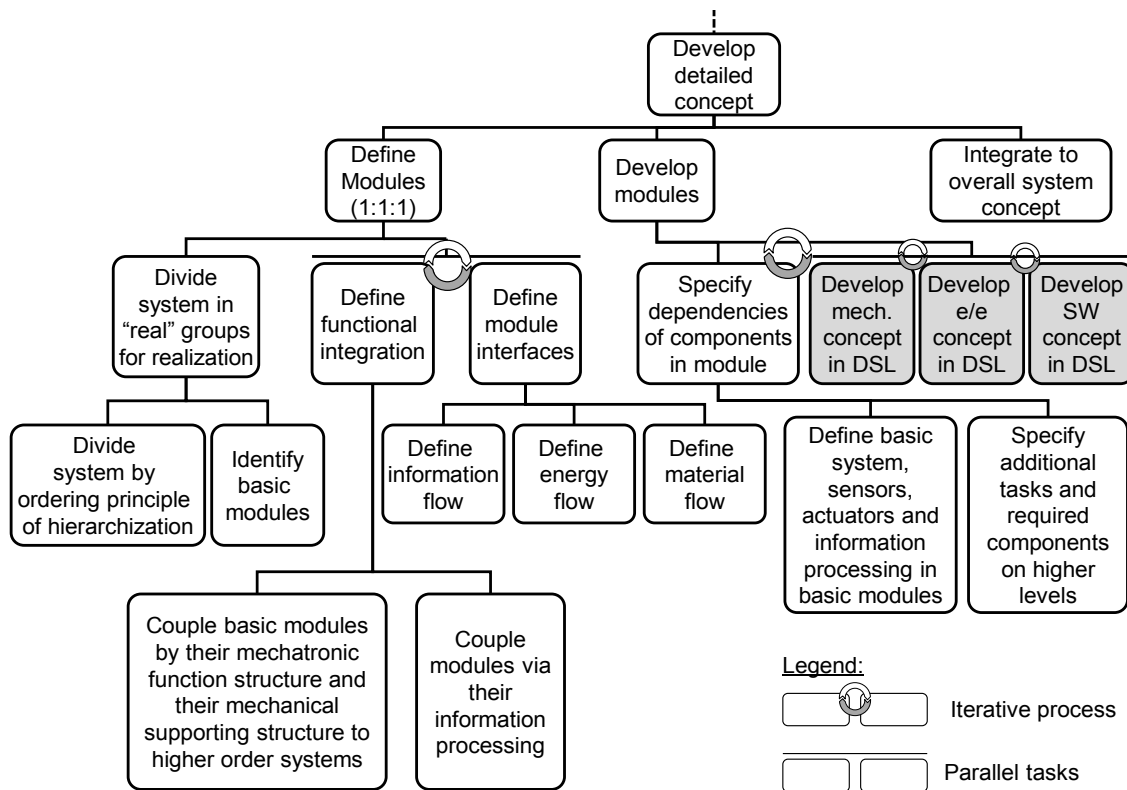 Develop
detailed
concept
Define
Modules
(1:1:1)
Develop
modules
Integrate to
overall system
concept
Divide
system in
“real” groups
for realization
Define
functional
integration
Define
module
interfaces
Specify
dependencies
of components
in module
Develop
mech.
concept
in DSL
Develop
e/e
concept
in DSL
Develop
SW
concept
in DSL
Divide
system by
ordering principle
of hierarchization
Identify
basic
modules
Define
information
flow
Define
energy
flow
Define
material
flow
Define basic
system,
sensors,
actuators and
information
processing in
basic modules
Specify
additional
tasks and
required
components
on higher
levels
Couple basic modules
by their mechatronic
function structure and
their mechanical
supporting structure to
higher order systems
Couple
modules via
their
information
processing
Legend:
Iterative process
Parallel tasks